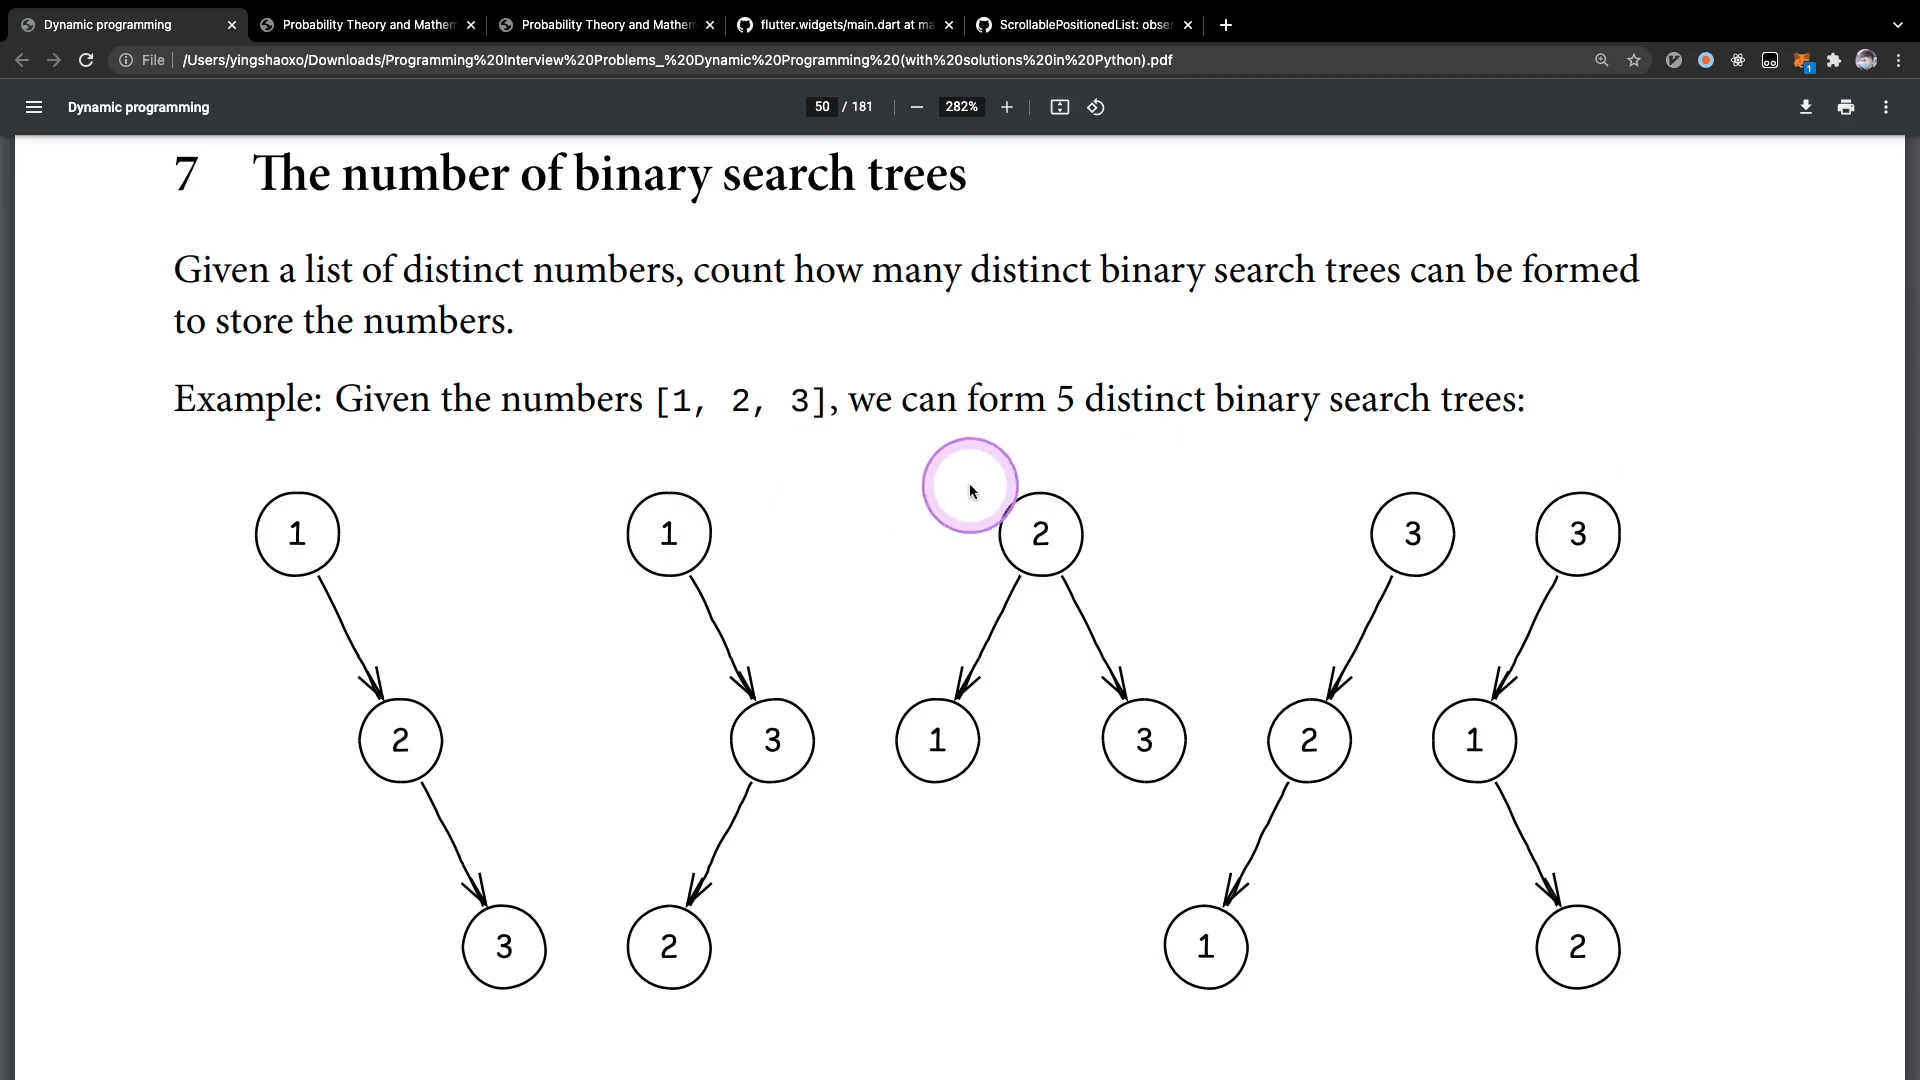 Dynamic programming
Probability Theory and Mathem
Probability Theory and Mathem
flutter.widgets/main.dart at ma
ScrollablePositionedList: obser
File
/Users/yingshaoxo/Downloads/Programming%20Interview%20Problems_%20Dynamic%20Programming%20(with%20solutions%20in%20Python).pdf
1
Dynamic programming
50 / 181
282%
7 The number of binary search trees
Given a list of distinct numbers, count how many distinct binary search trees can be formed
to store the numbers.
Example: Given the numbers [1, 2, 3], we can form 5 distinct binary search trees:
1 1 2 3 3
2 3 1 3 2 1
3 2 1 2